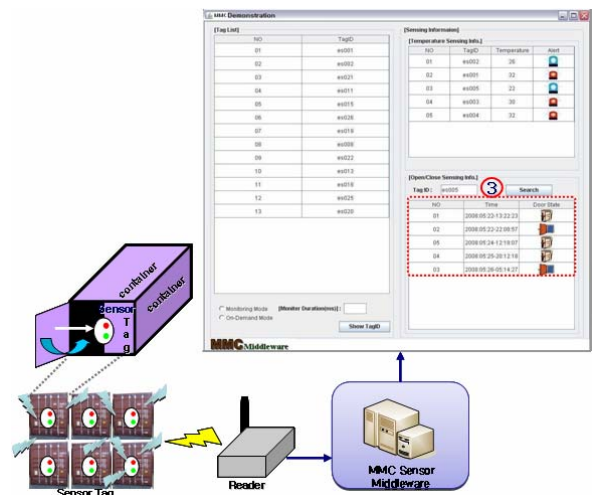 MMC Demonstration
[Tag List]
NO TagID
01 es001
02 es002
03 es021
04 es011
05 es015
06 es026
07 es019
08 es008
09 es022
10 es013
11 es018
12 es025
13 es020
Monitoring Mode [Monitor Duration(ms)] :
On-Demand Mode
Show TagID
MMC Middleware
[Sensing Information]
[Temperature Sensing Info.]
NO TagID Temperature Alert
01 es002 26
02 es001 32
03 es005 22
04 es003 30
05 es004 32
[Open/Close Sensing Info.]
Tag ID : es005 3 Search
NO Time Door State
01 2008:05:23-13:22:23
02 2008:05:23-22:09:57
05 2008:05:24-12:19:07
04 2008:05:25-20:12:18
03 2008:05:26-05:14:27
container
container
Sensor
T
a
g
Sensor Tag
Reader
MMC Sensor
Middleware